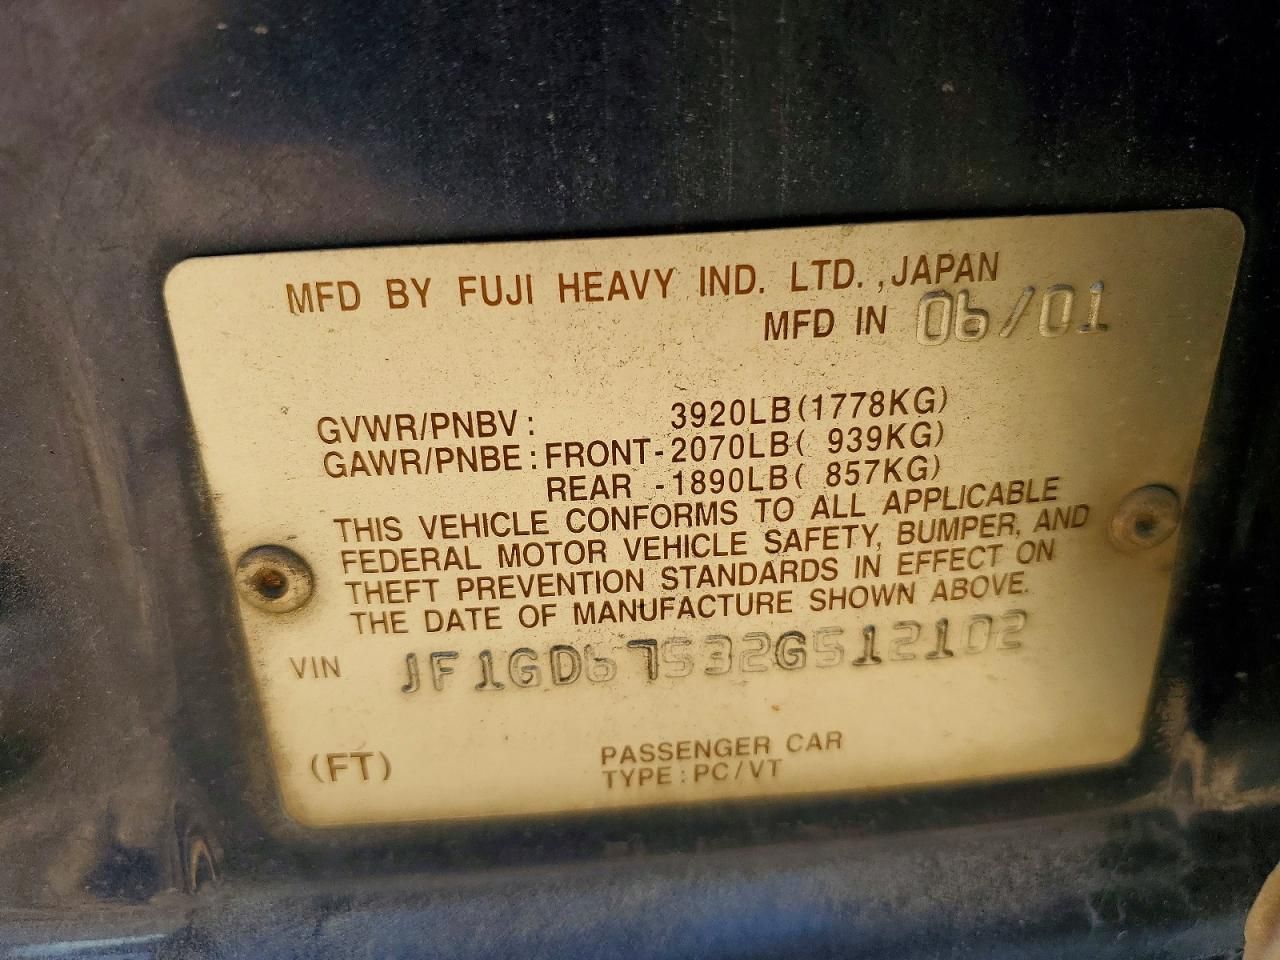 MFD BY FUJI HEAVY IND. LTD. ,JAPAN
MFD IN 06/01
GVWR/PNBV: 3920LB(1778KG)
GAWR/PNBE:FRONT-2070LB( 939KG)
REAR -1890LB( 857KG)
THIS VEHICLE CONFORMS TO ALL APPLICABLE
FEDERAL MOTOR VEHICLE SAFETY, BUMPER, AND
THEFT PREVENTION STANDARDS IN EFFECT ON
THE DATE OF MANUFACTURE SHOWN ABOVE.
VIN JF1GD67532G512102
(FT) PASSENGER CAR
TYPE:PC/VT